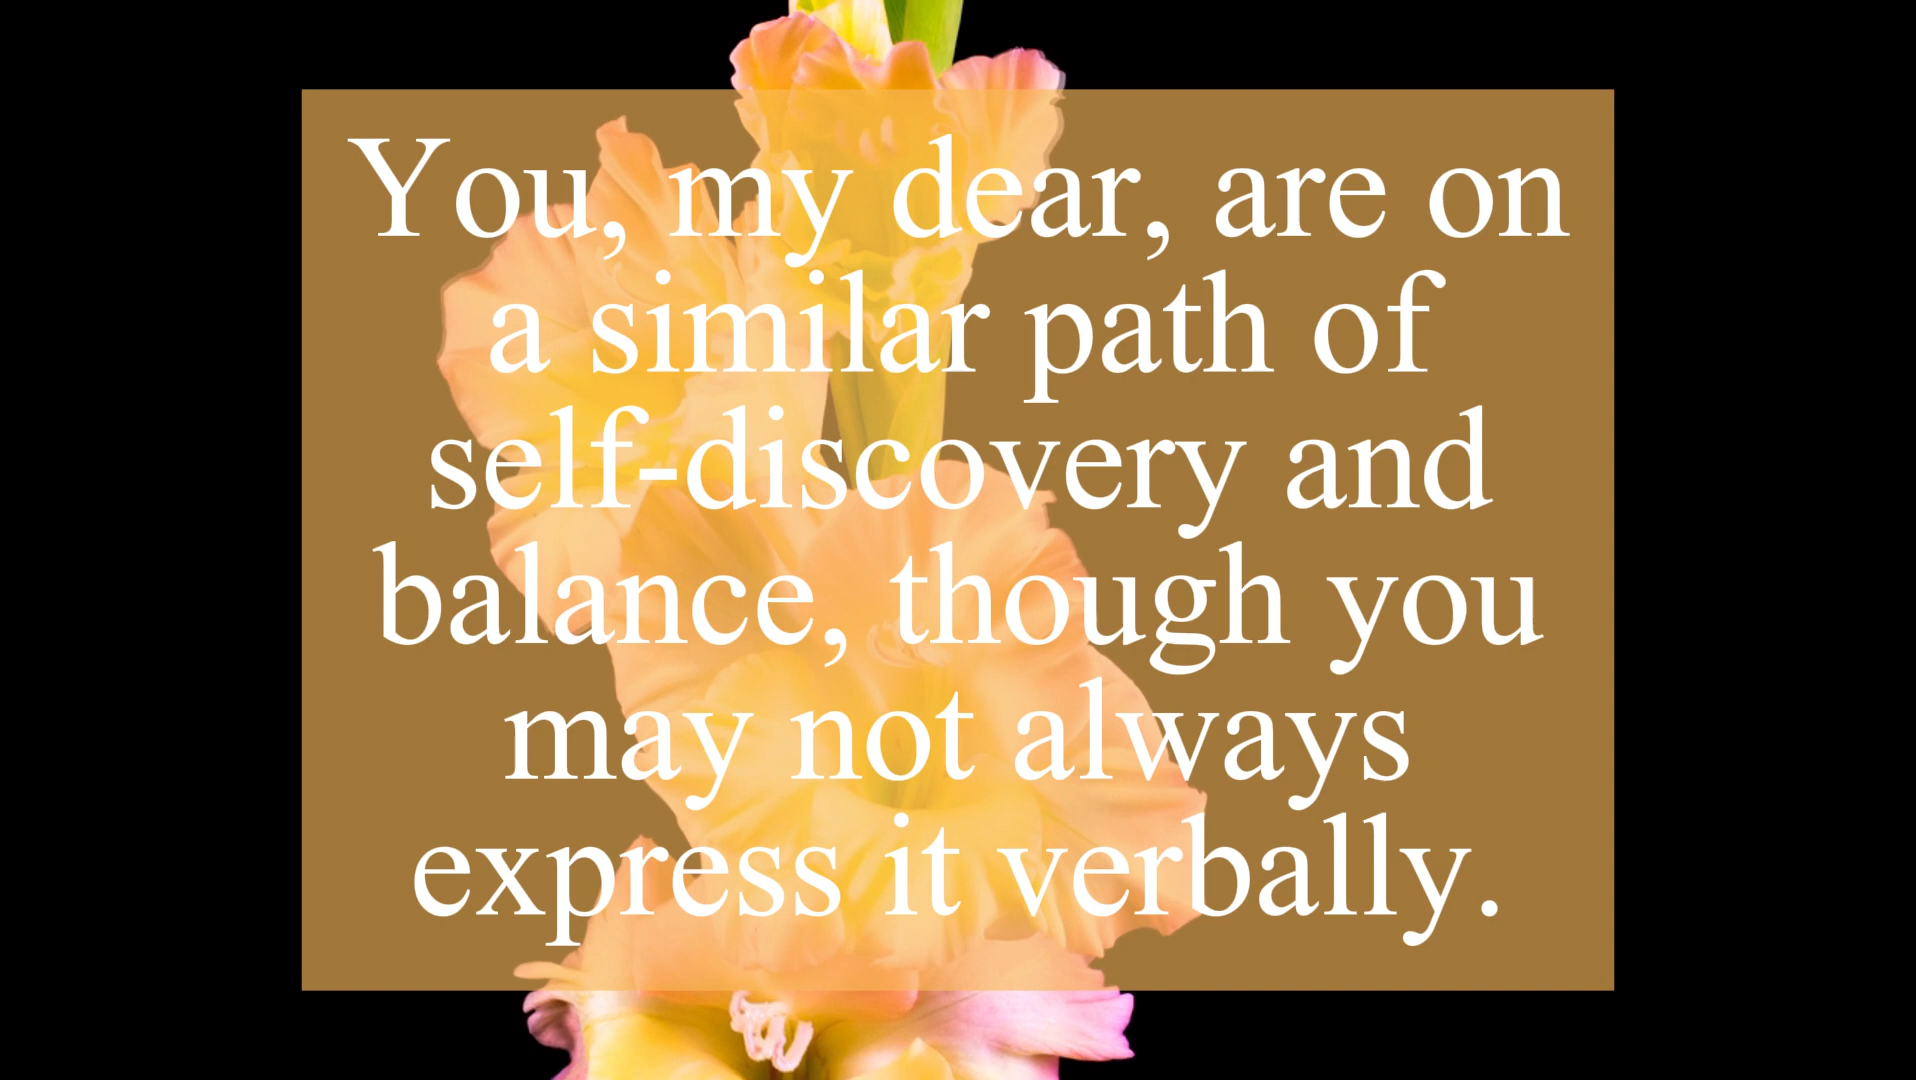 You, my dear, are on
a similar path of
self-discovery and
balance, though you
may not always
express it verbally.